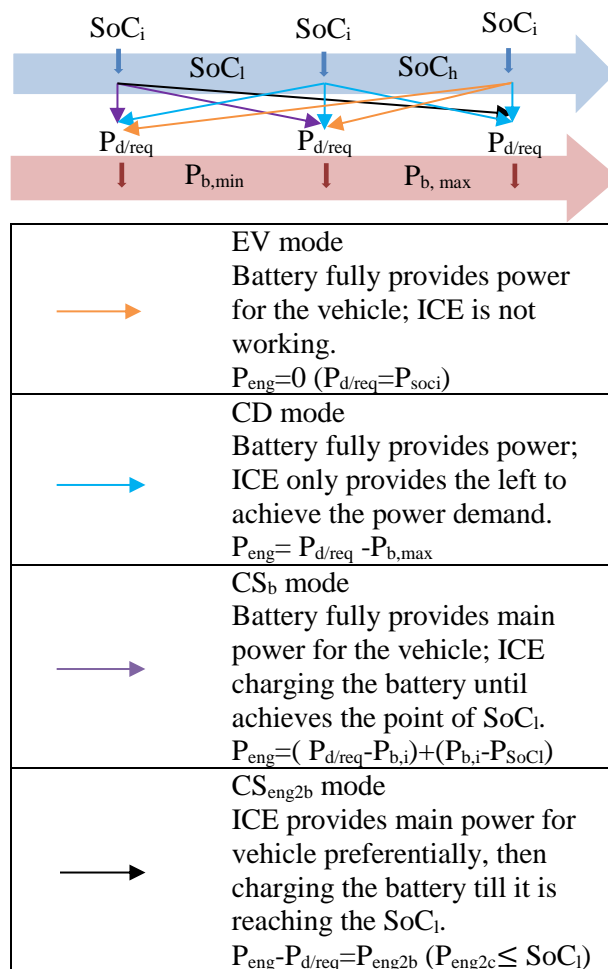 SoCi SoCi SoCi
SoCl SoCh
Pd/req Pd/req Pd/req
Pb,min Pb, max
EV mode
Battery fully provides power
for the vehicle; ICE is not
working.
Peng=0 (Pd/req=Psoci)
CD mode
Battery fully provides power;
ICE only provides the left to
achieve the power demand.
Peng= Pd/req -Pb,max
CSb mode
Battery fully provides main
power for the vehicle; ICE
charging the battery until
achieves the point of SoCl.
Peng=( Pd/req-Pb,i)+(Pb,i-PSoCl)
CSeng2b mode
ICE provides main power for
vehicle preferentially, then
charging the battery till it is
reaching the SoCl.
Peng-Pd/req=Peng2b (Peng2c≤ SoCl)